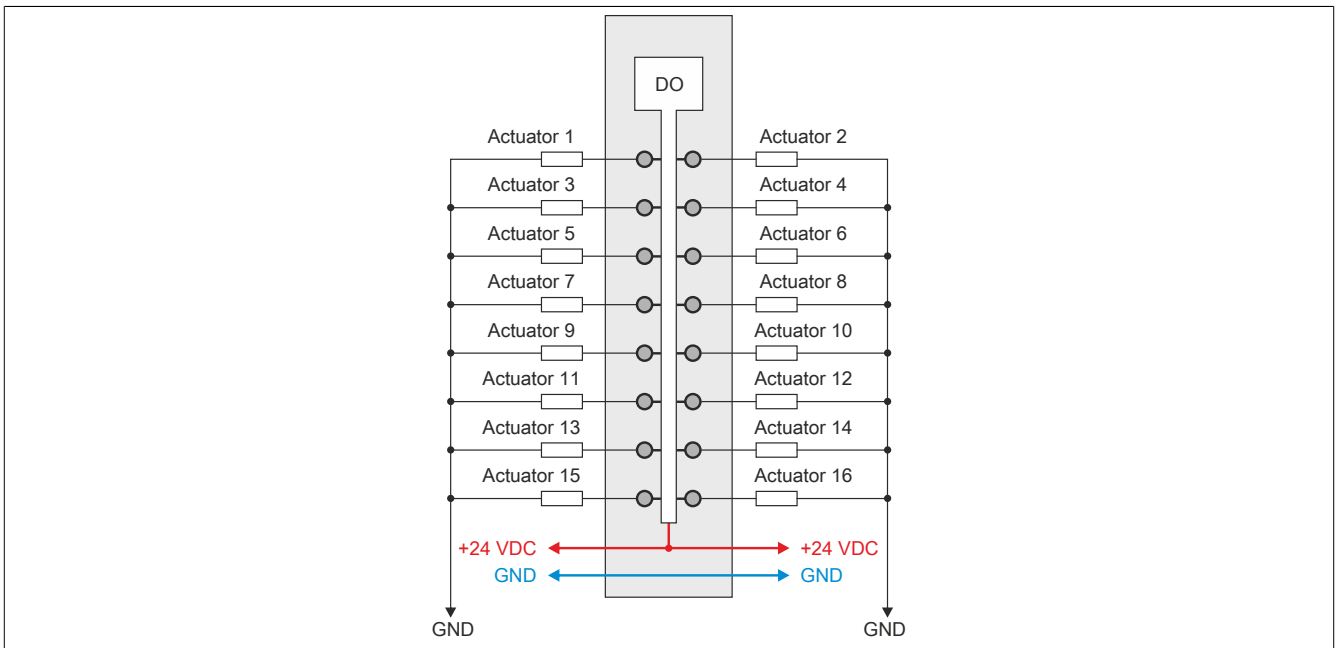 DO
Actuator 1 Actuator 2
Actuator 3 Actuator 4
Actuator 5 Actuator 6
Actuator 7 Actuator 8
Actuator 9 Actuator 10
Actuator 11 Actuator 12
Actuator 13 Actuator 14
Actuator 15 Actuator 16
+24 VDC +24 VDC
GND GND
GND GND